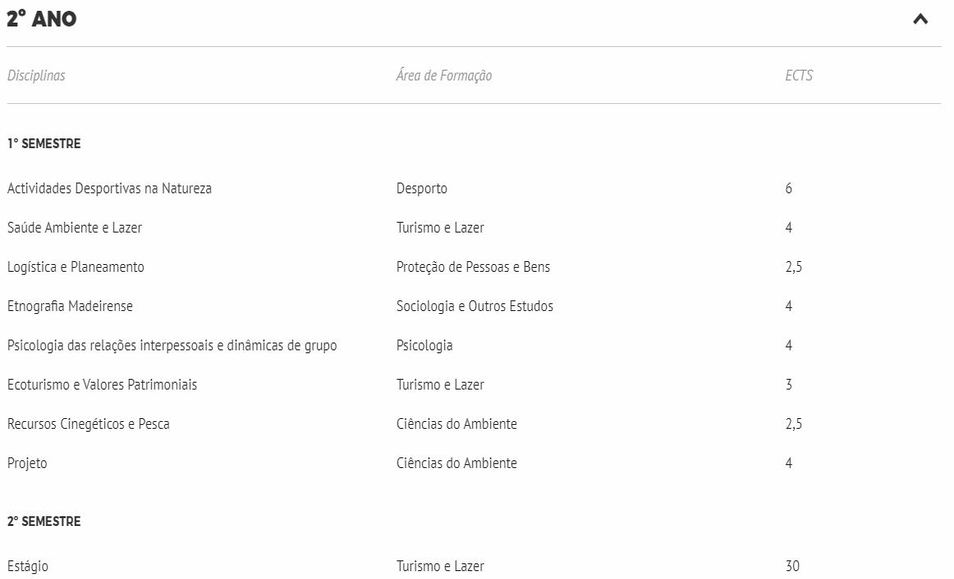 2° ANO
Disciplinas Área de Formação ECTS
1° SEMESTRE
Actividades Desportivas na Natureza Desporto 6
Saúde Ambiente e Lazer Turismo e Lazer 4
Logística e Planeamento Proteção de Pessoas e Bens 2,5
Etnografia Madeirense Sociologia e Outros Estudos 4
Psicologia das relações interpessoais e dinâmicas de grupo Psicologia 4
Ecoturismo e Valores Patrimoniais Turismo e Lazer 3
Recursos Cinegéticos e Pesca Ciências do Ambiente 2,5
Projeto Ciências do Ambiente 4
2° SEMESTRE
Estágio Turismo e Lazer 30